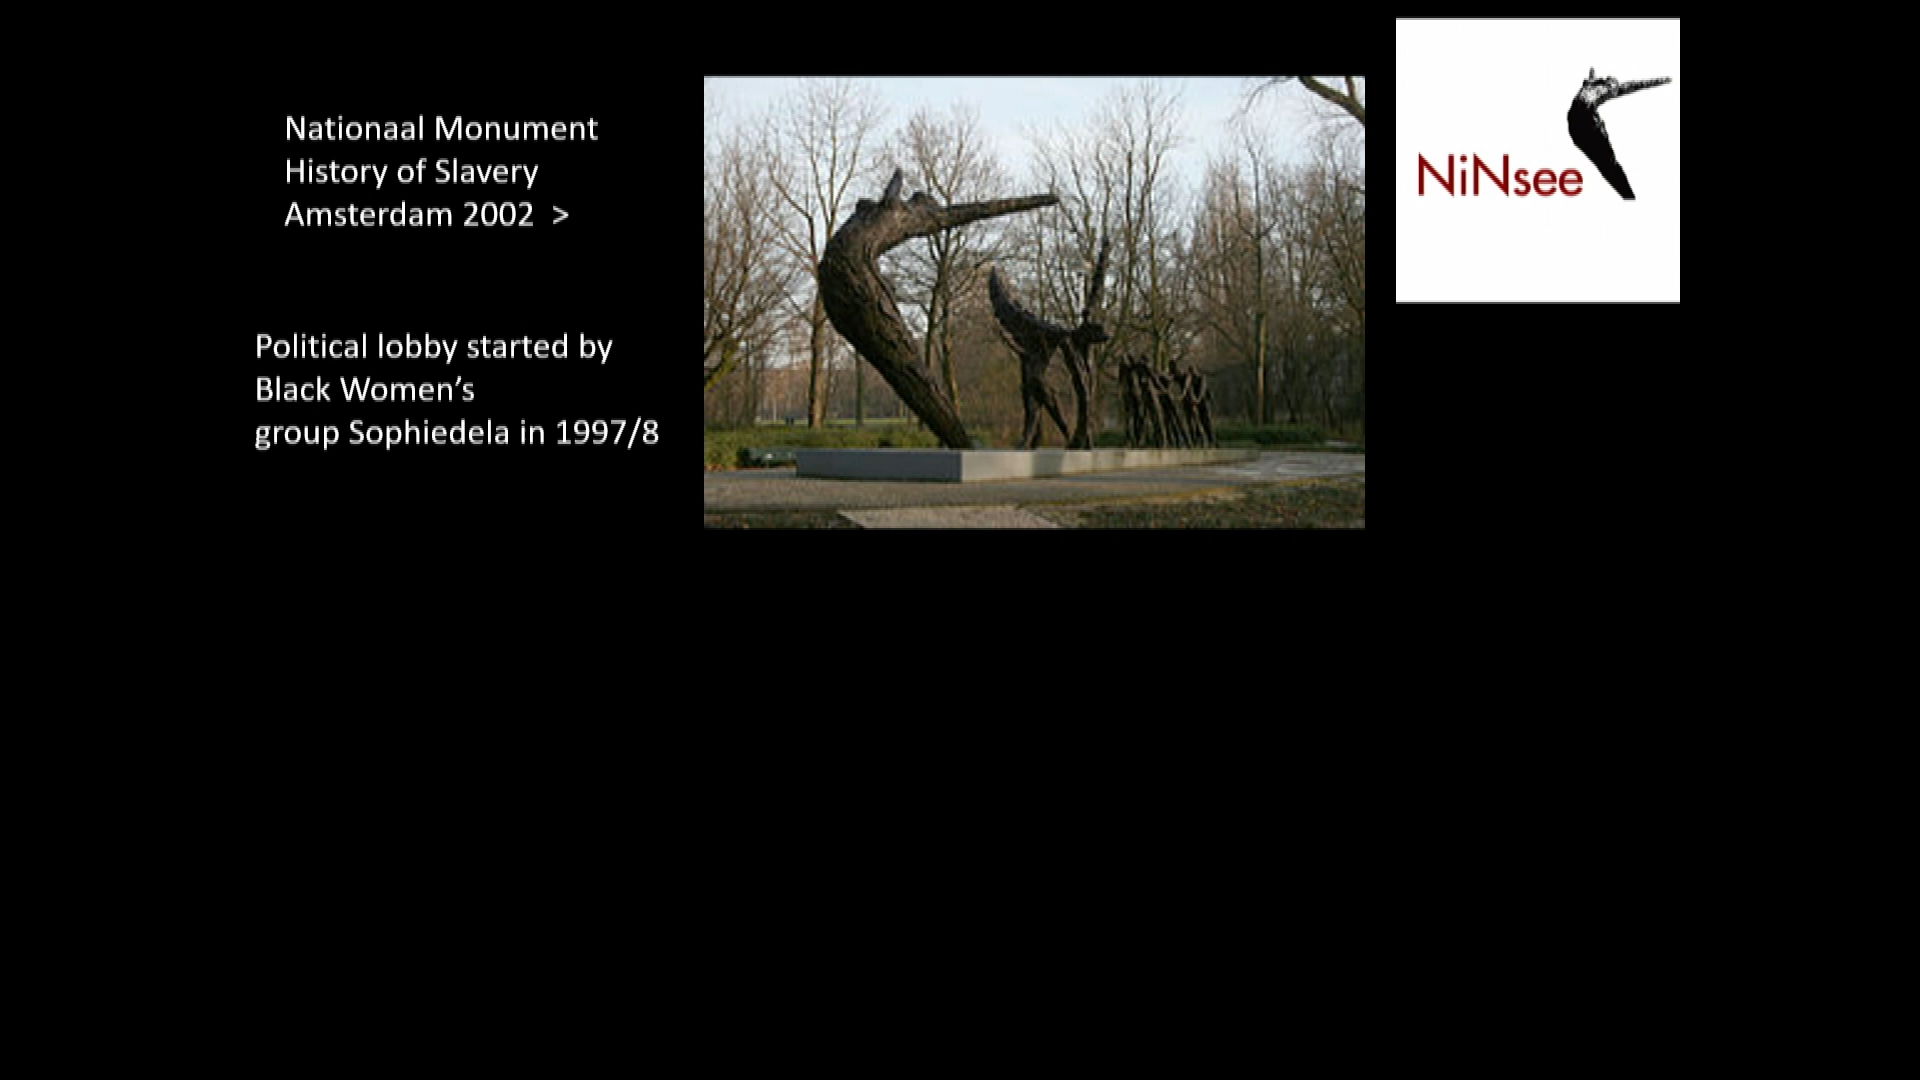 Nationaal Monument
History of Slavery
Amsterdam 2002 >
Political lobby started by
Black Women’s
group Sophiedela in 1997/8
NiNsee